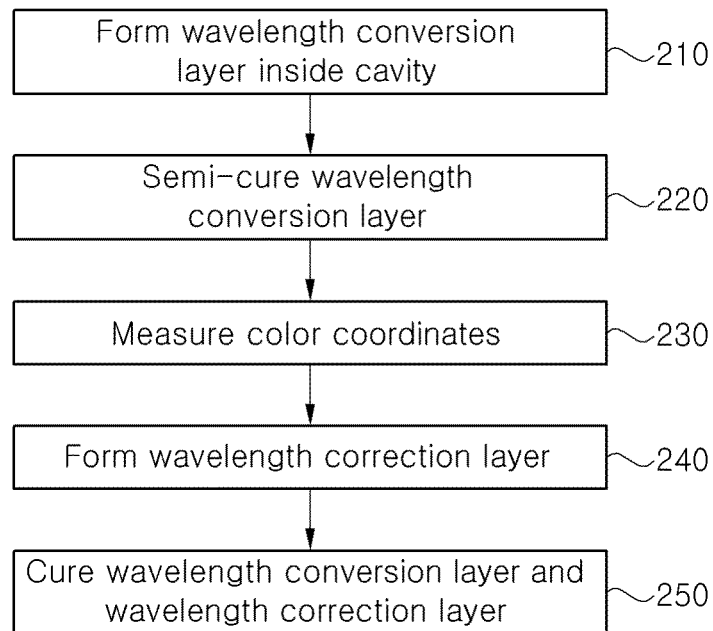 Form wavelength conversion
layer inside cavity
210
Semi-cure wavelength
conversion layer
220
Measure color coordinates
230
Form wavelength correction layer
240
Cure wavelength conversion layer and
wavelength correction layer
250